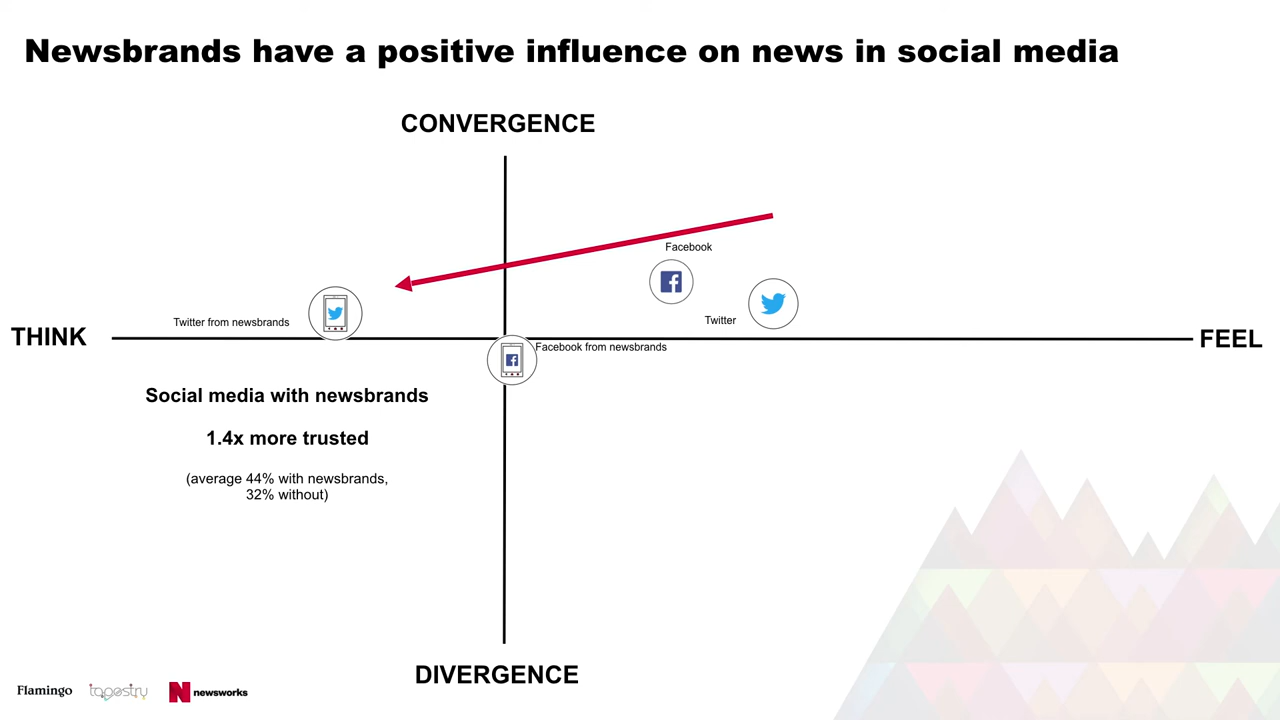 Newsbrands have a positive influence on news in social media
CONVERGENCE
Facebook
Twitter
Twitter from newsbrands
THINK
FEEL
Facebook from newsbrands
Social media with newsbrands
1.4x more trusted
(average 44% with newsbrands,
32% without)
DIVERGENCE
Flamingo
tapestry
N newsworks